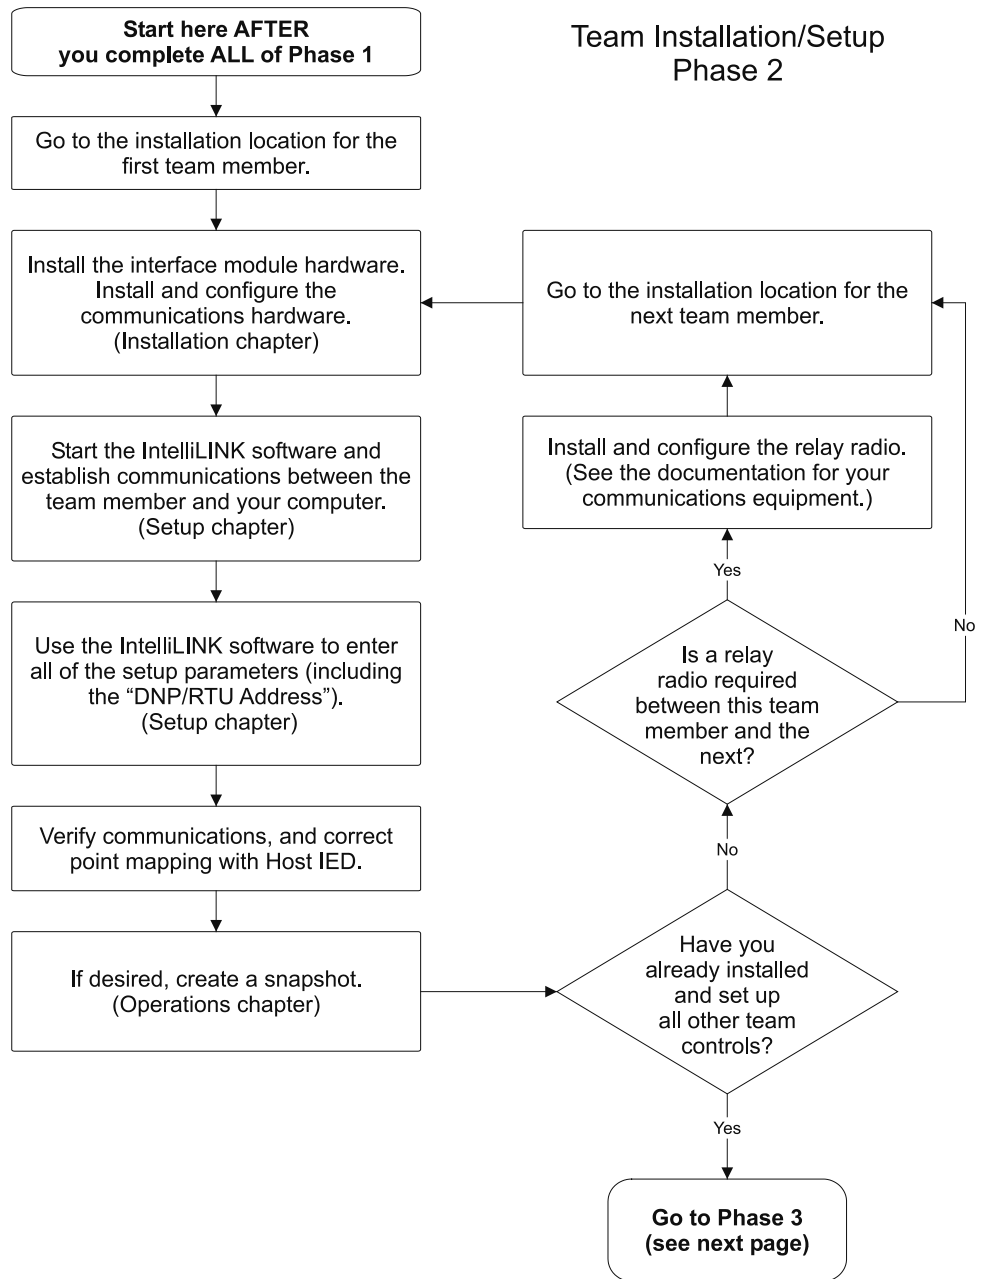 Start here AFTER
you complete ALL of Phase 1
Team Installation/Setup
Phase 2
Go to the installation location for the
first team member.
Install the interface module hardware.
Install and configure the
communications hardware.
(Installation chapter)
Go to the installation location for the
next team member.
Start the IntelliLINK software and
establish communications between the
team member and your computer.
(Setup chapter)
Install and configure the relay radio.
(See the documentation for your
communications equipment.)
Yes
No
Use the IntelliLINK software to enter
all of the setup parameters (including
the “DNP/RTU Address”).
(Setup chapter)
Is a relay
radio required
between this team
member and the
next?
Verify communications, and correct
point mapping with Host IED.
No
If desired, create a snapshot.
(Operations chapter)
Have you
already installed
and set up
all other team
controls?
Yes
Go to Phase 3
(see next page)